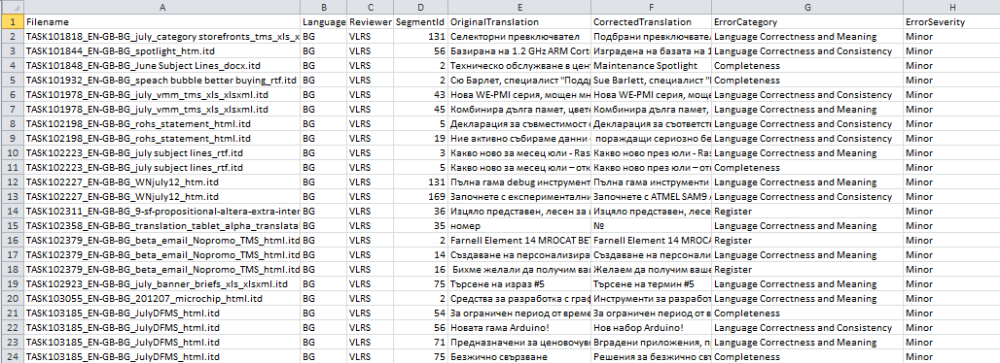 A B C D E F G H
1 Filename Language Reviewer SegmentId OriginalTranslation CorrectedTranslation ErrorCategory ErrorSeverity
2 TASK101818_EN-GB-BG_july_category storefronts_tms_xls_x BG VLRS 131 Селекторни превключвател Подбрани превключвател Language Correctness and Meaning Minor
3 TASK101844_EN-GB-BG_spotlight_htm.itd BG VLRS 56 Базирана на 1.2 GHz ARM Cort Изградена на базата на 1 Language Correctness and Consistency Minor
4 TASK101848_EN-GB-BG_June Subject Lines_docx.itd BG VLRS 2 Техническо обслужване в цен Maintenance Spotlight Completeness Minor
5 TASK101932_EN-GB-BG_speach bubble better buying_rtf.itd BG VLRS 2 Сю Барлет, специалист "Подд Sue Barlett, специалист " Completeness Minor
6 TASK101978_EN-GB-BG_july_vmm_tms_xls_xlsxml.itd BG VLRS 43 Нова WE-PMI серия, мощен мн Нова WE-PMI серия, мощ Language Correctness and Consistency Minor
7 TASK101978_EN-GB-BG_july_vmm_tms_xls_xlsxml.itd BG VLRS 45 Комбинира дълга памет, цвет Комбинира дълга памет, Language Correctness and Meaning Minor
8 TASK102198_EN-GB-BG_rohs_statement_html.itd BG VLRS 5 Декларация за съвместимост Декларация за съответст Language Correctness and Consistency Minor
9 TASK102198_EN-GB-BG_rohs_statement_html.itd BG VLRS 19 Ние активно събираме данни пораждащи сериозно бе Language Correctness and Consistency Minor
10 TASK102223_EN-GB-BG_july subject lines_rtf.itd BG VLRS 3 Какво ново за месец юли - Ras Какво ново през юли - Ra Language Correctness and Meaning Minor
11 TASK102223_EN-GB-BG_july subject lines_rtf.itd BG VLRS 5 Какво ново за месец юли – отк Какво ново през юли – от Completeness Minor
12 TASK102227_EN-GB-BG_WNjuly12_htm.itd BG VLRS 131 Пълна гама debug инструмент Пълна гама инструменти Language Correctness and Meaning Minor
13 TASK102227_EN-GB-BG_WNjuly12_htm.itd BG VLRS 169 Започнете с експериментални Започнете с ATMEL SAM9 Language Correctness and Consistency Minor
14 TASK102311_EN-GB-BG_9-sf-propositional-altera-extra-inter BG VLRS 36 Изцяло представен, лесен за Изцяло представен, лесе Register Minor
15 TASK102358_EN-GB-BG_translation_tablet_alpha_translat BG VLRS 35 номер № Language Correctness and Meaning Minor
16 TASK102379_EN-GB-BG_beta_email_Nopromo_TMS_html.itd BG VLRS 2 Farnell Element 14 MROCAT BE Farnell Element 14 MROCA Register Minor
17 TASK102379_EN-GB-BG_beta_email_Nopromo_TMS_html.itd BG VLRS 14 Създаване на персонализира Създаване на персонали Language Correctness and Meaning Minor
18 TASK102379_EN-GB-BG_beta_email_Nopromo_TMS_html.itd BG VLRS 16 Бихме желали да получим ва Желаем да получим ваш Register Minor
19 TASK102923_EN-GB-BG_july_banner_briefs_xls_xlsxml.itd BG VLRS 75 Търсене на израз #5 Търсене на термин #5 Language Correctness and Meaning Minor
20 TASK103055_EN-GB-BG_201207_microchip_html.itd BG VLRS 2 Средства за разработка с граф Инструменти за разработ Language Correctness and Meaning Minor
21 TASK103185_EN-GB-BG_JulyDFMS_html.itd BG VLRS 54 За ограничен период от време За ограничен период от в Completeness Minor
22 TASK103185_EN-GB-BG_JulyDFMS_html.itd BG VLRS 56 Новата гама Arduino! Нов набор Arduino! Language Correctness and Consistency Minor
23 TASK103185_EN-GB-BG_JulyDFMS_html.itd BG VLRS 71 Предназначени за ценовочув Вградени приложения, п Language Correctness and Meaning Minor
24 TASK103185_EN-GB-BG_JulyDFMS_html.itd BG VLRS 75 Безжично свързване Решения за безжично свъ Completeness Minor